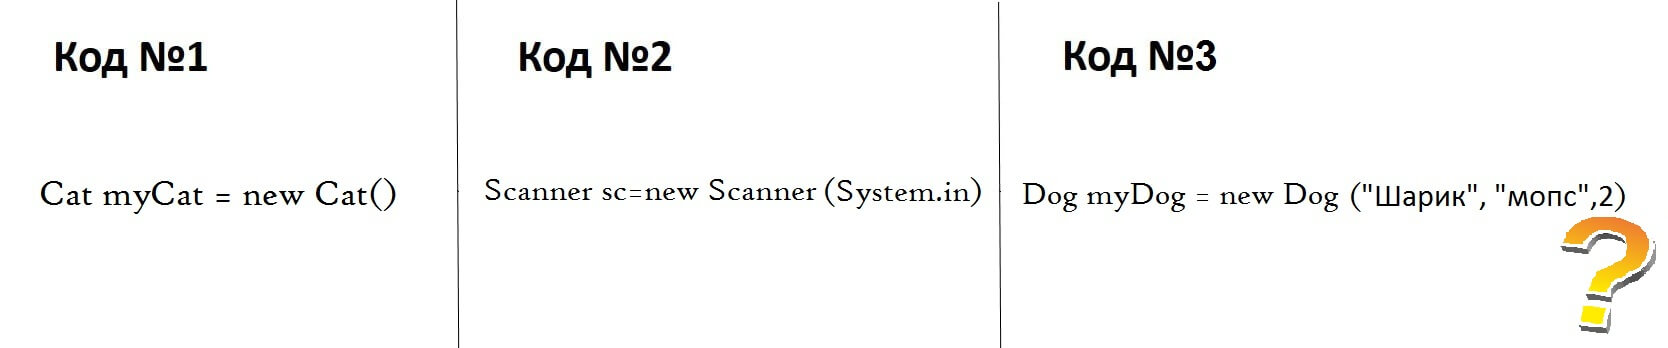 Код №1
Cat myCat = new Cat()
Код №2
Scanner sc=new Scanner (System.in)
Код №3
Dog myDog = new Dog ("Шарик", "мопс",2)
?